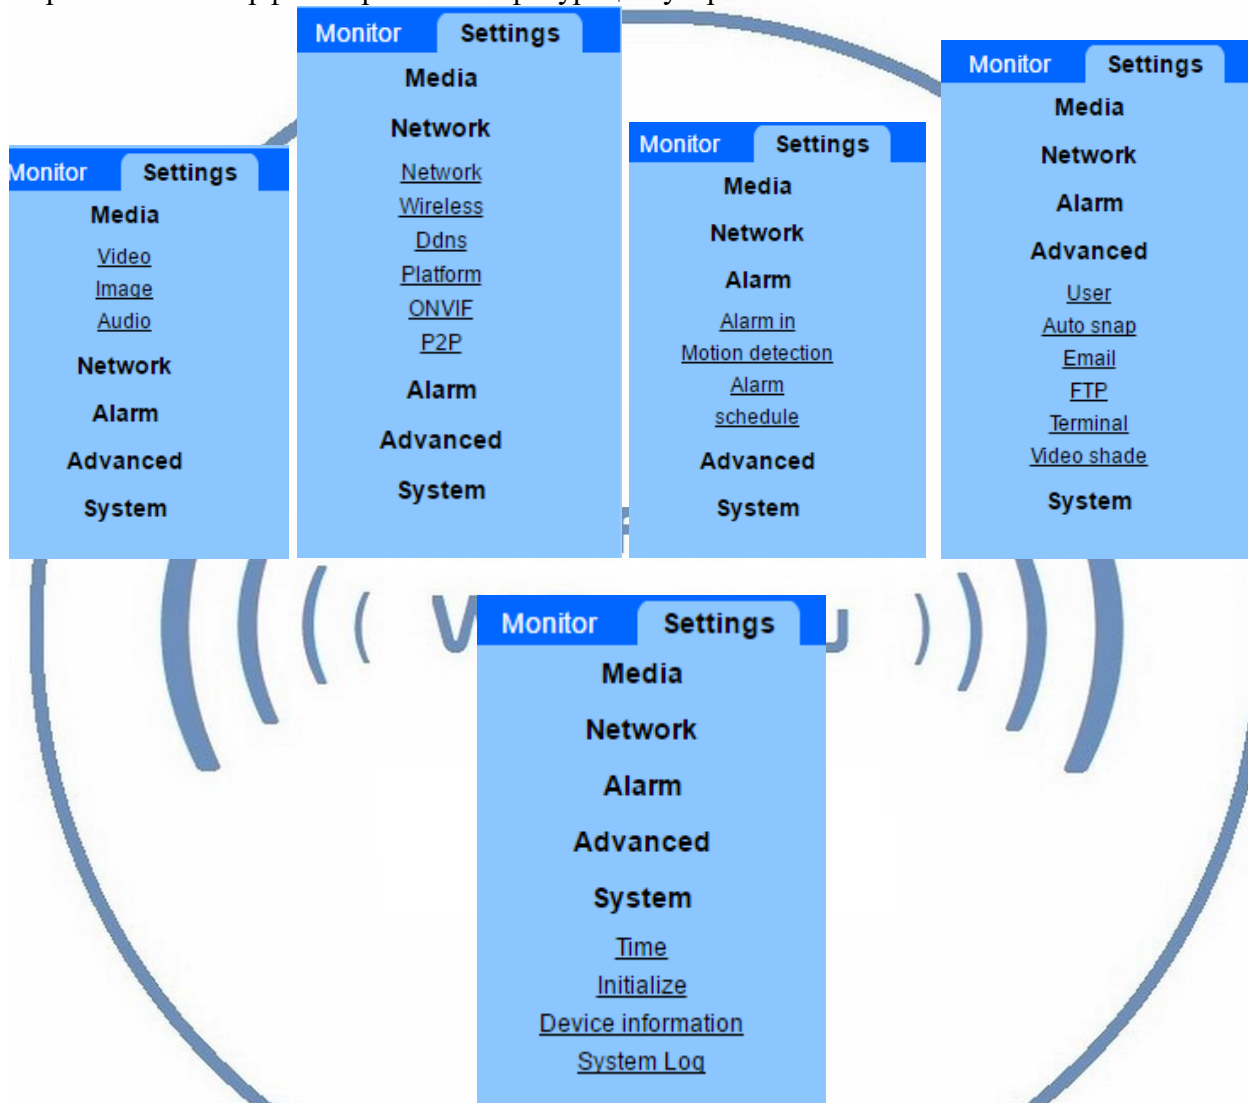 Monitor Settings
Media
Video
Image
Audio
Network
Alarm
Advanced
System
Monitor Settings
Media
Network
Network
Wireless
Ddns
Platform
ONVIF
P2P
Alarm
Advanced
System
Monitor Settings
Media
Network
Alarm
Alarm in
Motion detection
Alarm
schedule
Advanced
System
Monitor Settings
Media
Network
Alarm
Advanced
User
Auto snap
Email
FTP
Terminal
Video shade
System
Monitor Settings
Media
Network
Alarm
Advanced
System
Time
Initialize
Device information
System Log